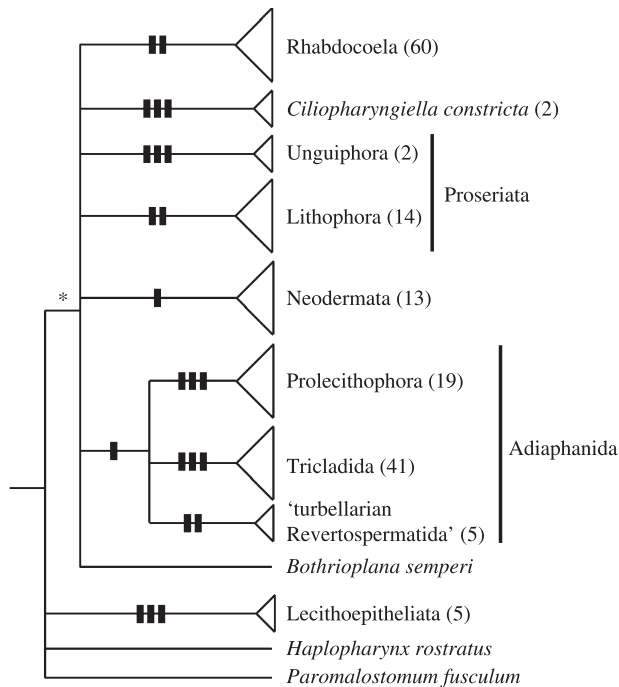 Rhabdocoela (60)
Ciliopharyngiella constricta (2)
Unguiphora (2)
Proseriata
Lithophora (14)
*
Neodermata (13)
Prolecithophora (19)
Adiaphanida
Tricladida (41)
‘turbellarian
Revertospermatida’ (5)
Bothrioplana semperi
Lecithoepitheliata (5)
Haplopharynx rostratus
Paromalostomum fusculum